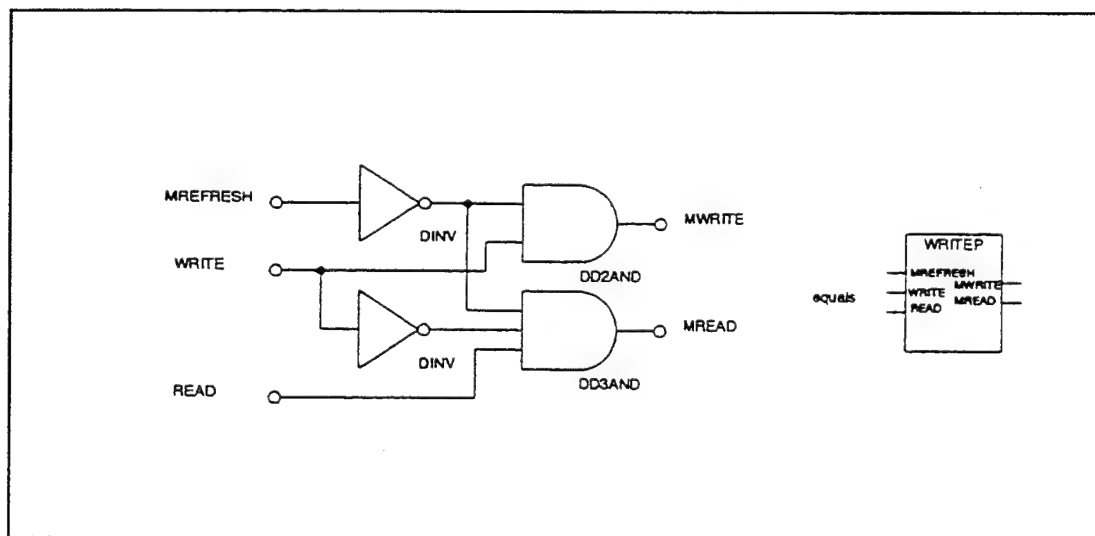 MREFRESH
DINV
MWRITE
WRITE
DD2AND
DINV
MREAD
READ
DD3AND
equals
WRITEP
MREFRESH
MWRITE
WRITE
MREAD
READ